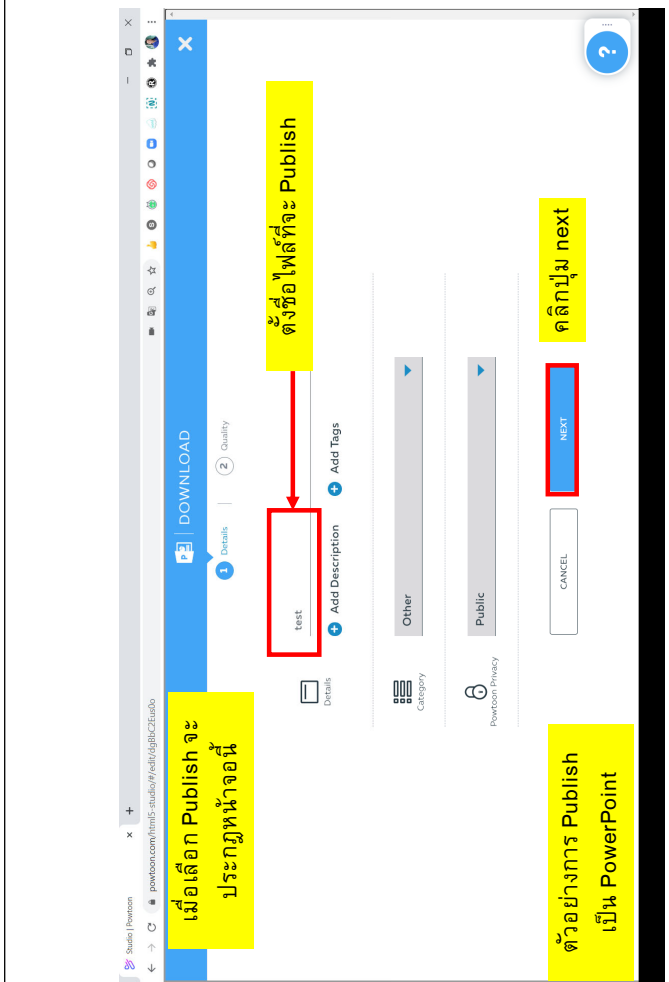 Studio | Powtoon
powtoon.com/html5-studio/#/edit/dgBbC2Eus0o
DOWNLOAD
1 Details
2 Quality
เมื่อเลือก Publish จะ
ประกฎหน้าจอนี้
ตั้งชื่อไฟล์ที่จะ Publish
Details
test
Add Description
Add Tags
Category
Other
Powtoon Privacy
Public
CANCEL
NEXT
คลิกปุ่ม next
ตัวอย่างการ Publish
เป็น PowerPoint
?